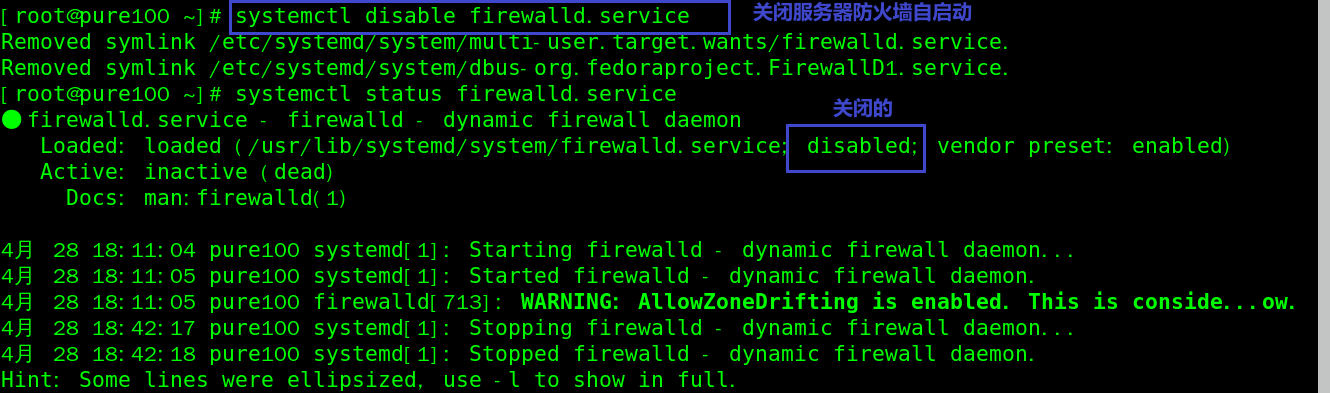 [root@pure100 ~]# systemctl disable firewalld.service 关闭服务器防火墙自启动
Removed symlink /etc/systemd/system/multi-user.target.wants/firewalld.service.
Removed symlink /etc/systemd/system/dbus-org.fedoraproject.FirewallD1.service.
[root@pure100 ~]# systemctl status firewalld.service
关闭的
● firewalld.service - firewalld - dynamic firewall daemon
Loaded: loaded (/usr/lib/systemd/system/firewalld.service; disabled; vendor preset: enabled)
Active: inactive (dead)
Docs: man:firewalld(1)
4月 28 18:11:04 pure100 systemd[1]: Starting firewalld - dynamic firewall daemon...
4月 28 18:11:05 pure100 systemd[1]: Started firewalld - dynamic firewall daemon.
4月 28 18:11:05 pure100 firewalld[713]: WARNING: AllowZoneDrifting is enabled. This is conside...ow.
4月 28 18:42:17 pure100 systemd[1]: Stopping firewalld - dynamic firewall daemon...
4月 28 18:42:18 pure100 systemd[1]: Stopped firewalld - dynamic firewall daemon.
Hint: Some lines were ellipsized, use -l to show in full.